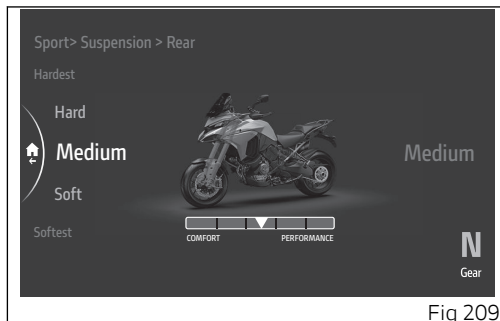 Sport> Suspension > Rear
Hardest
Hard
Medium
Medium
Soft
Softest
COMFORT PERFORMANCE
N
Gear
Fig 209